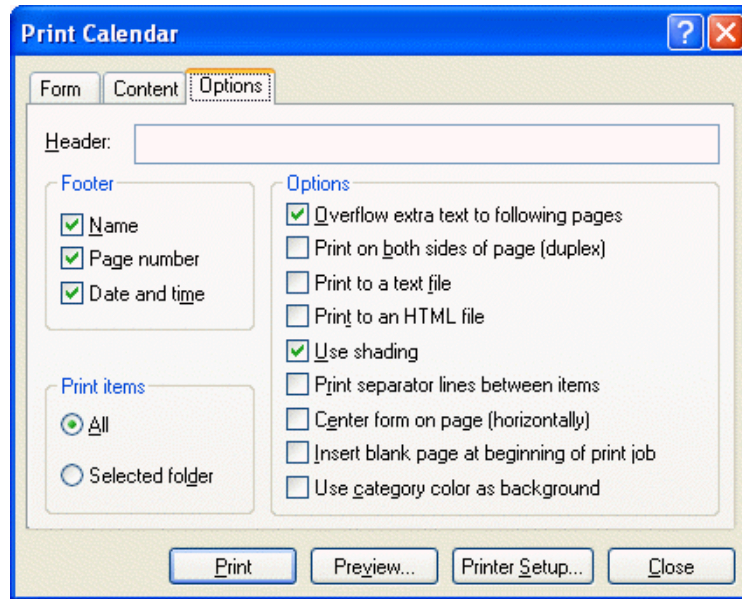 Print Calendar
Form Content Options
Header:
Footer
Name
Page number
Date and time
Print items
All
Selected folder
Options
Overflow extra text to following pages
Print on both sides of page (duplex)
Print to a text file
Print to an HTML file
Use shading
Print separator lines between items
Center form on page (horizontally)
Insert blank page at beginning of print job
Use category color as background
Print Preview... Printer Setup... Close